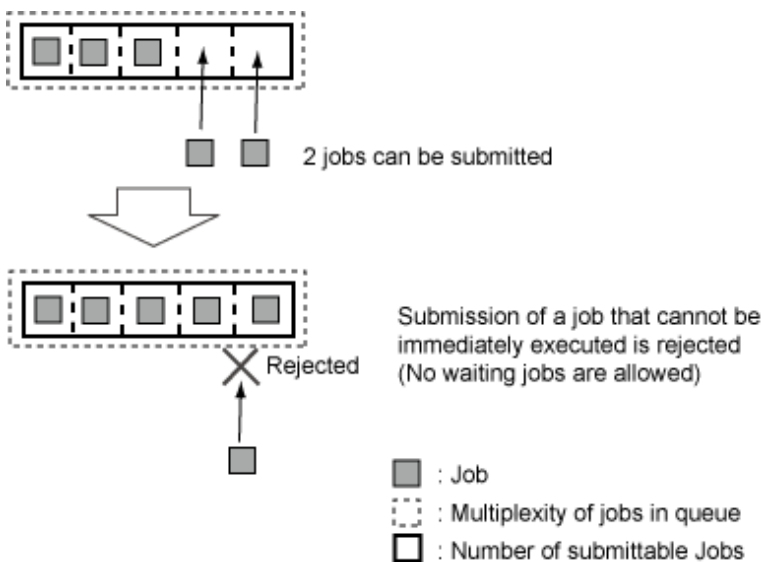 2 jobs can be submitted
Submission of a job that cannot be
immediately executed is rejected
(No waiting jobs are allowed)
Rejected
: Job
: Multiplexity of jobs in queue
: Number of submittable Jobs